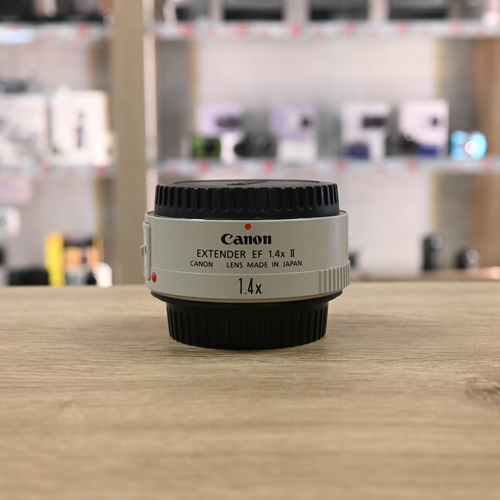 Canon
EXTENDER EF 1.4x II
CANON LENS MADE IN JAPAN
1.4x